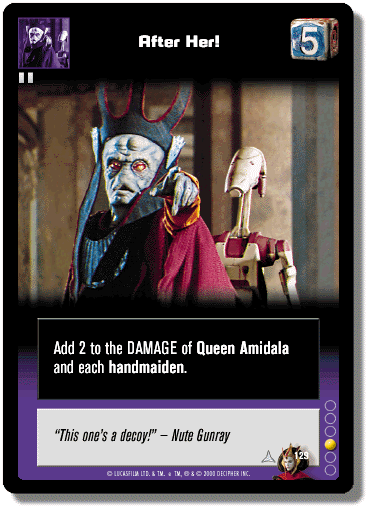 After Her!
5
Add 2 to the DAMAGE of Queen Amidala
and each handmaiden.
"This one's a decoy!" – Nute Gunray
129
© LUCASFILM LTD. & TM. ® TM, ® & © 2000 DECIPHER INC.